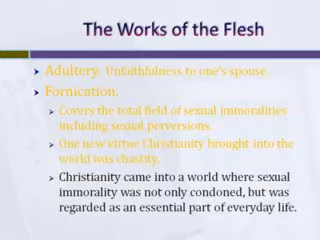 The Works of the Flesh
Adultery. Unfaithfulness to one's spouse.
Fornication.
Covers the total field of sexual immoralities
including sexual perversions.
One new virtue Christianity brought into the
world was chastity.
Christianity came into a world where sexual
immorality was not only condoned, but was
regarded as an essential part of everyday life.